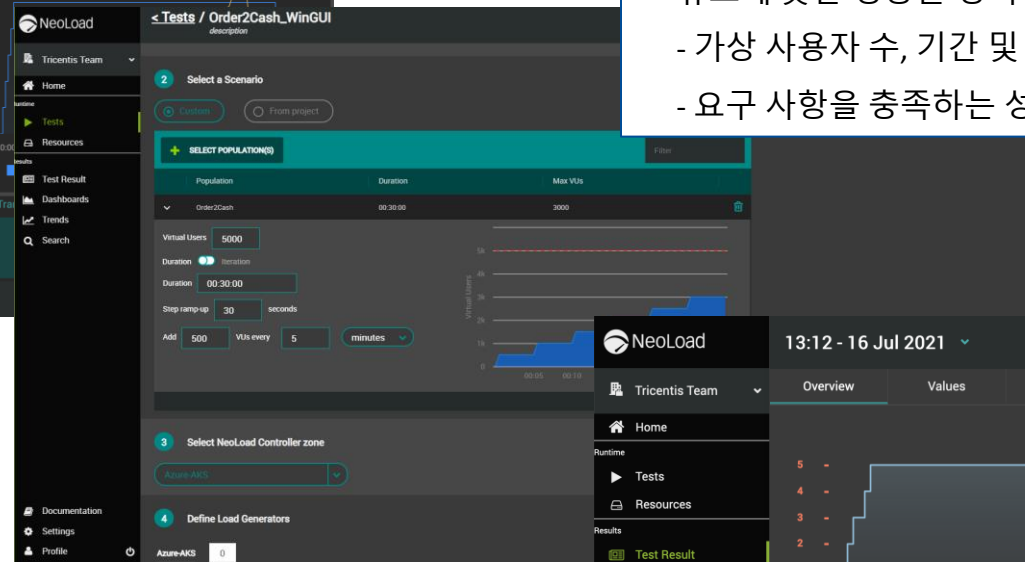 NeoLoad
< Tests / Order2Cash_WinGUI
description
Tricentis Team
Home
Runtime
Tests
Resources
Results
Test Result
Dashboards
Trends
Search
Documentation
Settings
Profile
2 Select a Scenario
Custom
From project
+ SELECT POPULATION(S)
Filter
Population Duration Max VUs
Order2Cash 00:30:00 3000
Virtual Users 5000
Duration Iteration
Duration 00:30:00
Step ramp-up 30 seconds
Add 500 VUs every 5 minutes
Virtual Users
5K
4K
3K
2K
1K
0
00:05 00:10
3 Select NeoLoad Controller zone
Azure-AKS
4 Define Load Generators
Azure-AKS 0
- 가상 사용자 수, 기간 및
- 요구 사항을 충족하는
NeoLoad
13:12 - 16 Jul 2021
Tricentis Team
Overview Values
Home
Runtime
Tests
Resources
Results
Test Result
5
4
3
2